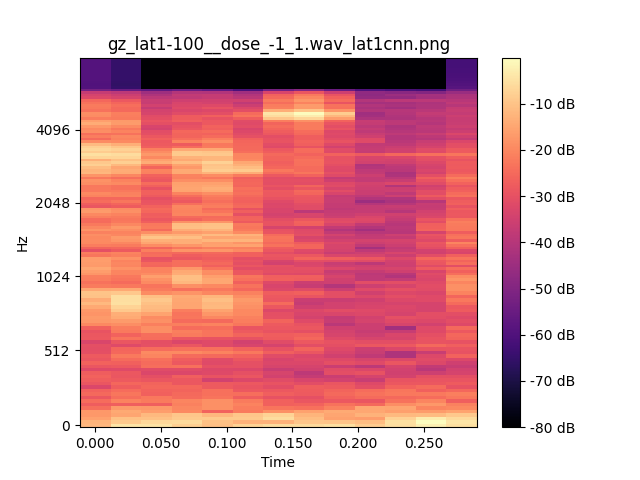 gz_lat1-100__dose_-1_1.wav_lat1cnn.png
Hz
4096
2048
1024
512
0
0.000 0.050 0.100 0.150 0.200 0.250
Time
-10 dB
-20 dB
-30 dB
-40 dB
-50 dB
-60 dB
-70 dB
-80 dB